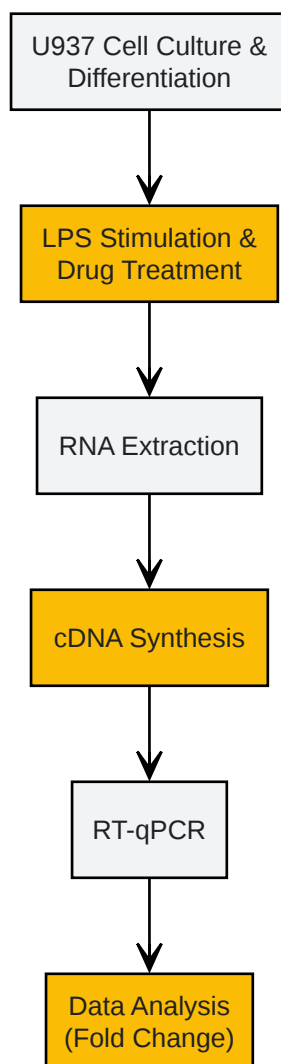 U937 Cell Culture &
Differentiation
LPS Stimulation &
Drug Treatment
RNA Extraction
cDNA Synthesis
RT-qPCR
Data Analysis
(Fold Change)